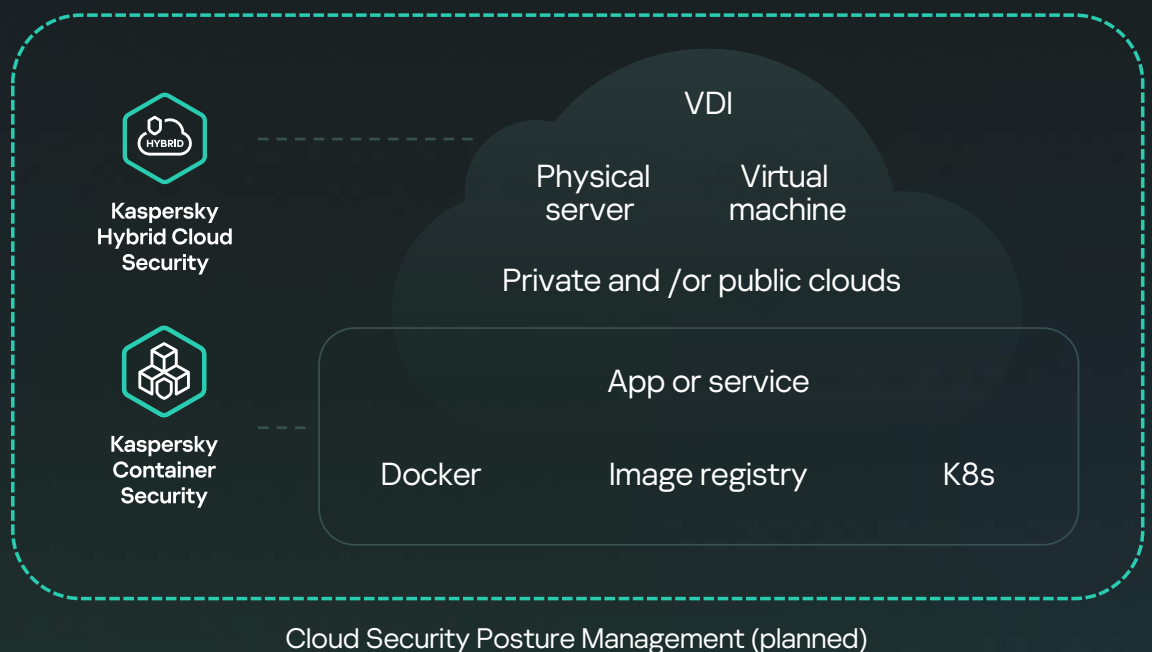 VDI
HYBRID
Physical
server
Virtual
machine
Kaspersky
Hybrid Cloud
Security
Private and /or public clouds
App or service
Kaspersky
Container
Security
Docker
Image registry
K8s
Cloud Security Posture Management (planned)